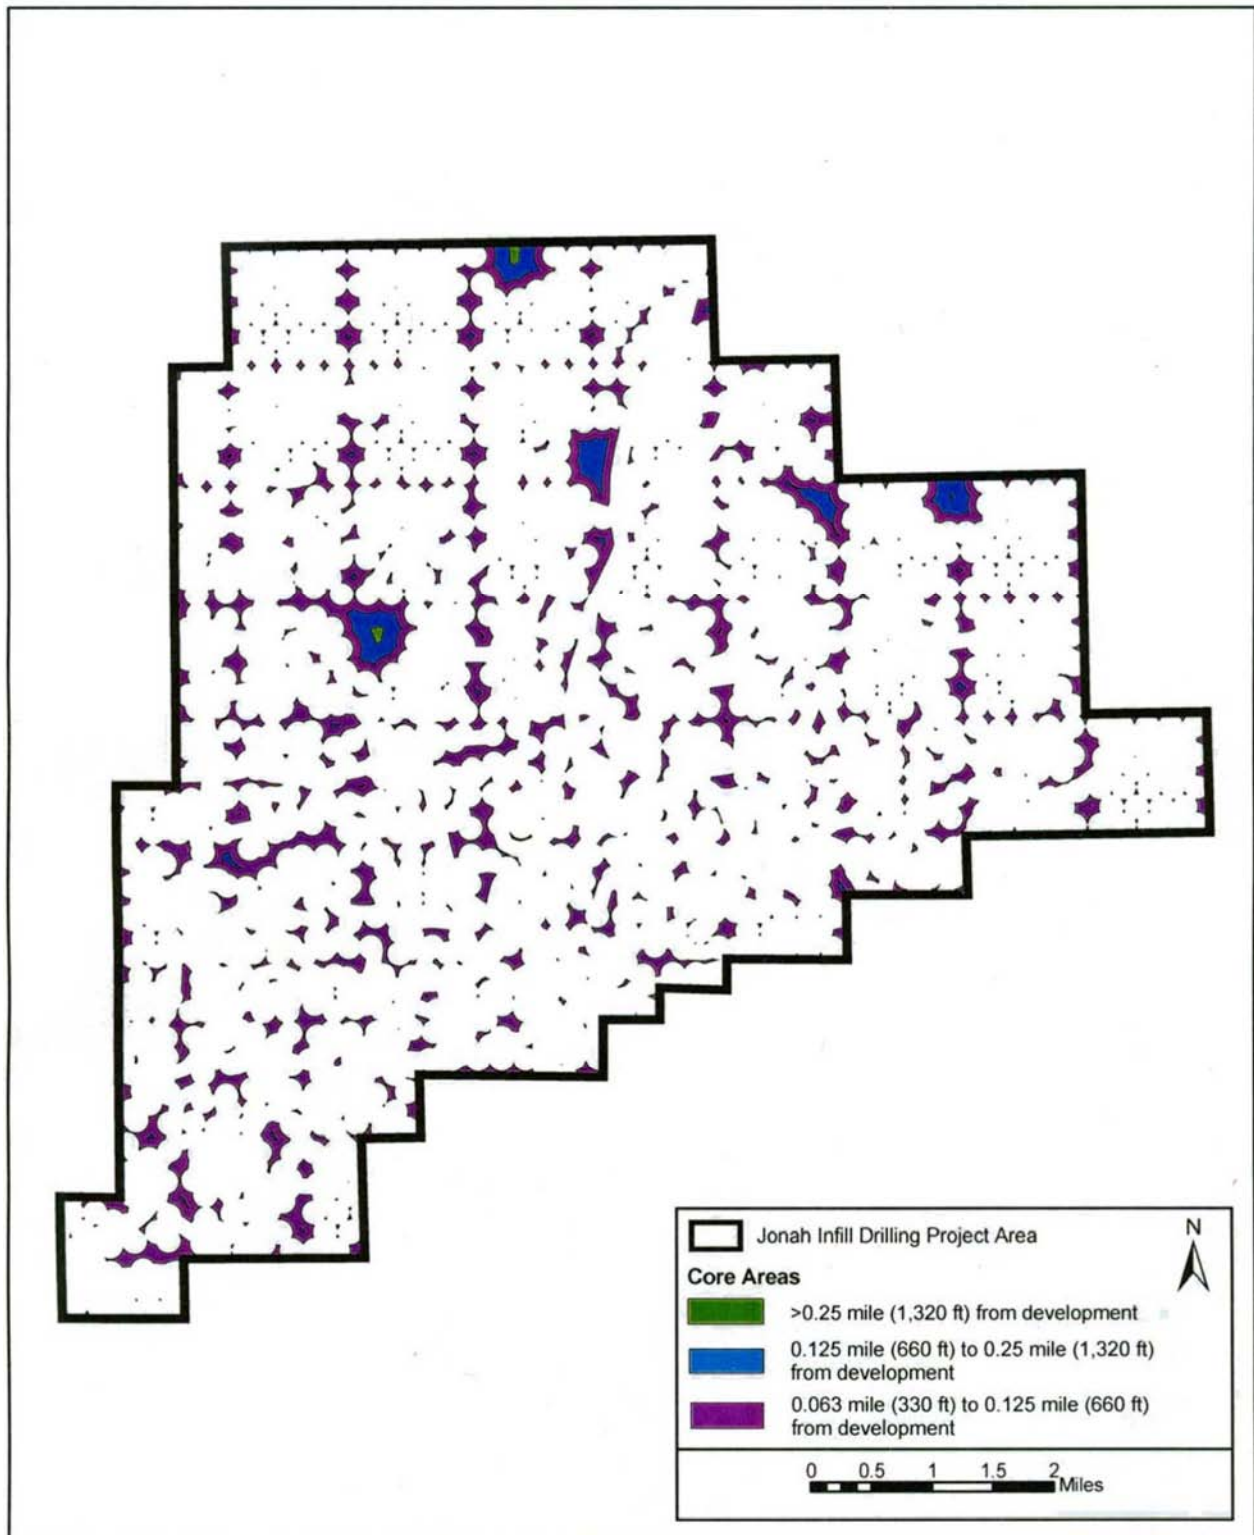 Jonah Infill Drilling Project Area
N
Core Areas
>0.25 mile (1,320 ft) from development
0.125 mile (660 ft) to 0.25 mile (1,320 ft)
from development
0.063 mile (330 ft) to 0.125 mile (660 ft)
from development
0 0.5 1 1.5 2
Miles